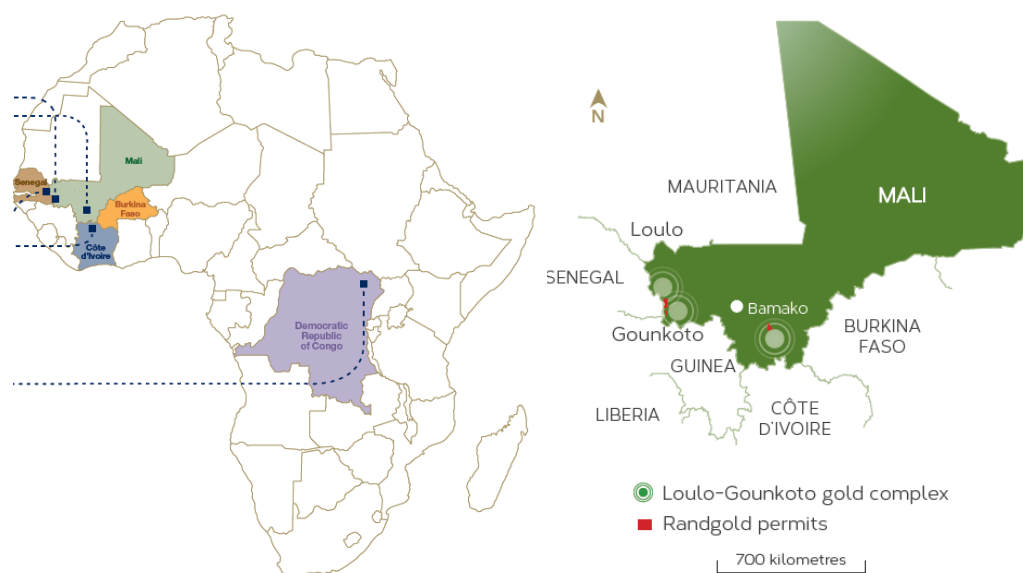 Mali
Senegal
Burkina
Faso
Côte
d'Ivoire
Democratic
Republic
of Congo
N
MAURITANIA
MALI
Loulo
SENEGAL
Bamako
Gounkoto
BURKINA
FASO
GUINEA
LIBERIA
CÔTE
D'IVOIRE
Loulo-Gounkoto gold complex
Randgold permits
700 kilometres